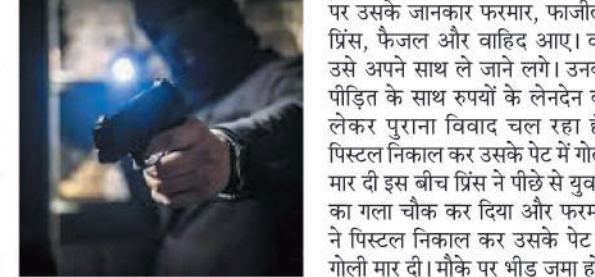 पर उसके जानकार फरमार, फाजील
प्रिंस, फैजल और वाहिद आए।
उसे अपने साथ ले जाने लगे।
पीड़ित के साथ रुपयों के लेनदेन
लेकर पुराना विवाद चल रहा
पिस्टल निकाल कर उसके पेट में
मार दी इस बीच प्रिंस ने पीछे से
का गला चौक कर दिया और
ने पिस्टल निकाल कर उसके पेट
गोली मार दी। मौके पर भीड़ जमा